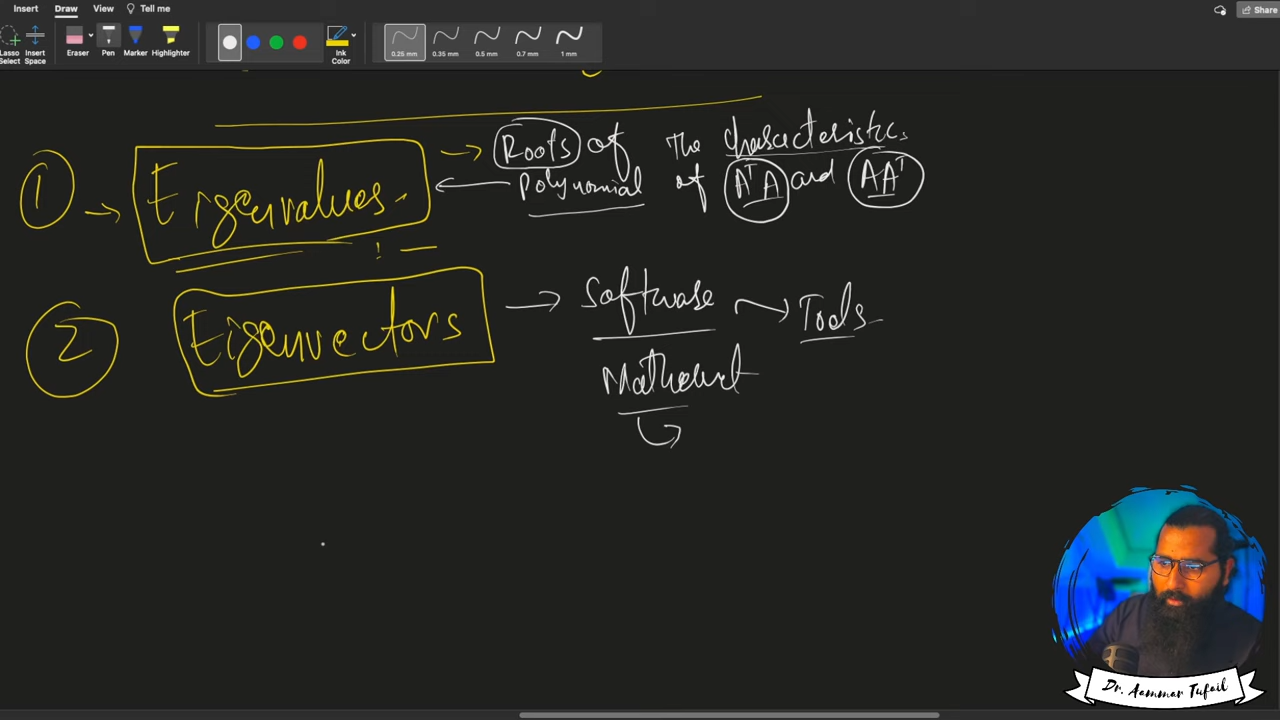 Insert Draw View Tell me
Share
Lasso Select
Insert Space
Eraser
Pen
Marker
Highlighter
Ink Color
0.25 mm
0.35 mm
0.5 mm
0.7 mm
1 mm
1 → Eigenvalues. → Roots of The characteristic
← Polynomial of AᵀA and AAᵀ
2 Eigenvectors → Software → Tools
Mathemat
Dr. Aammar Tufail